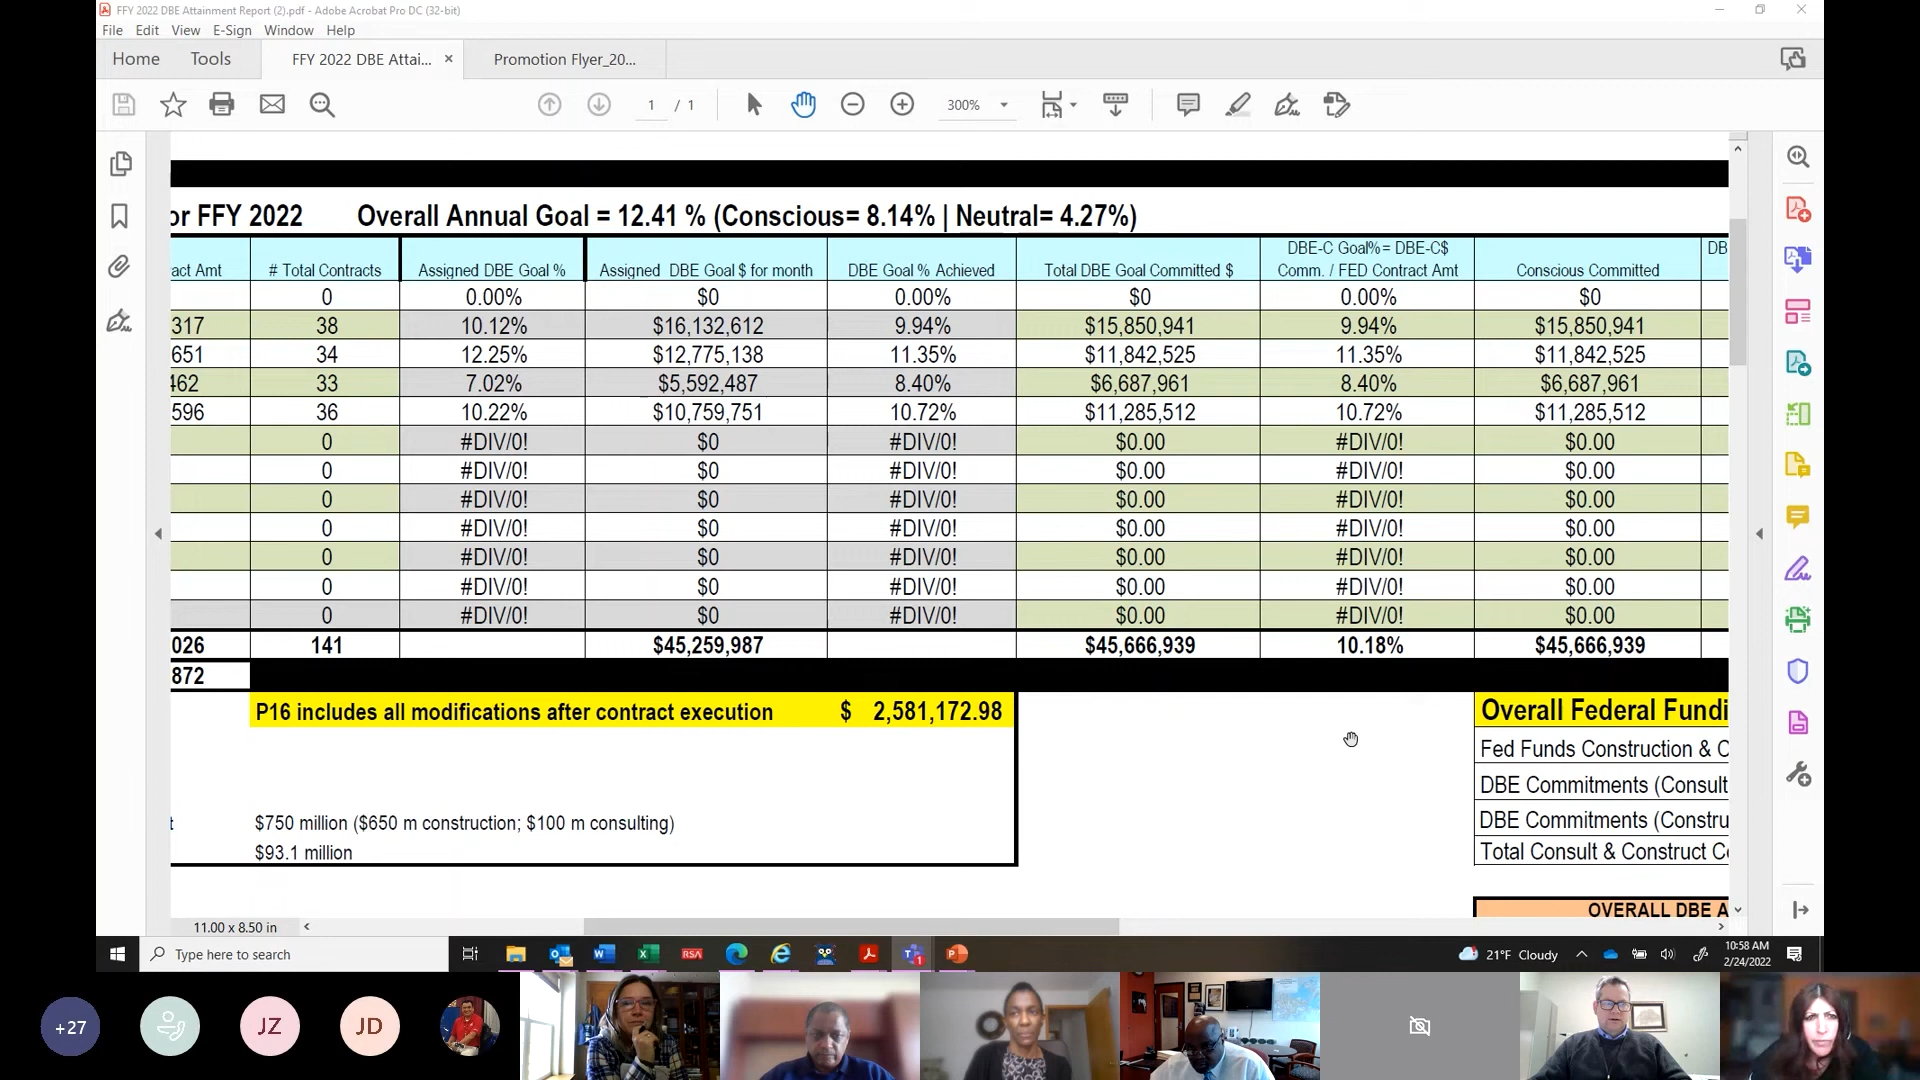 FFY 2022 DBE Attainment Report (2).pdf - Adobe Acrobat Pro DC (32-bit)
File Edit View E-Sign Window Help
Home Tools FFY 2022 DBE Attai... × Promotion Flyer_20...
1 / 1 300%
or FFY 2022 Overall Annual Goal = 12.41 % (Conscious= 8.14% | Neutral= 4.27%)
DBE-C Goal%= DBE-C$ DB
act Amt # Total Contracts Assigned DBE Goal % Assigned DBE Goal $ for month DBE Goal % Achieved Total DBE Goal Committed $ Comm. / FED Contract Amt Conscious Committed
0 0.00% $0 0.00% $0 0.00% $0
317 38 10.12% $16,132,612 9.94% $15,850,941 9.94% $15,850,941
651 34 12.25% $12,775,138 11.35% $11,842,525 11.35% $11,842,525
462 33 7.02% $5,592,487 8.40% $6,687,961 8.40% $6,687,961
596 36 10.22% $10,759,751 10.72% $11,285,512 10.72% $11,285,512
0 #DIV/0! $0 #DIV/0! $0.00 #DIV/0! $0.00
0 #DIV/0! $0 #DIV/0! $0.00 #DIV/0! $0.00
0 #DIV/0! $0 #DIV/0! $0.00 #DIV/0! $0.00
0 #DIV/0! $0 #DIV/0! $0.00 #DIV/0! $0.00
0 #DIV/0! $0 #DIV/0! $0.00 #DIV/0! $0.00
0 #DIV/0! $0 #DIV/0! $0.00 #DIV/0! $0.00
0 #DIV/0! $0 #DIV/0! $0.00 #DIV/0! $0.00
026 141 $45,259,987 $45,666,939 10.18% $45,666,939
872
P16 includes all modifications after contract execution $ 2,581,172.98 Overall Federal Fundi
Fed Funds Construction & C
DBE Commitments (Consult
t $750 million ($650 m construction; $100 m consulting) DBE Commitments (Constru
$93.1 million Total Consult & Construct Co
OVERALL DBE A
11.00 x 8.50 in
Type here to search RSA 21°F Cloudy 10:58 AM
2/24/2022
+27 JZ JD